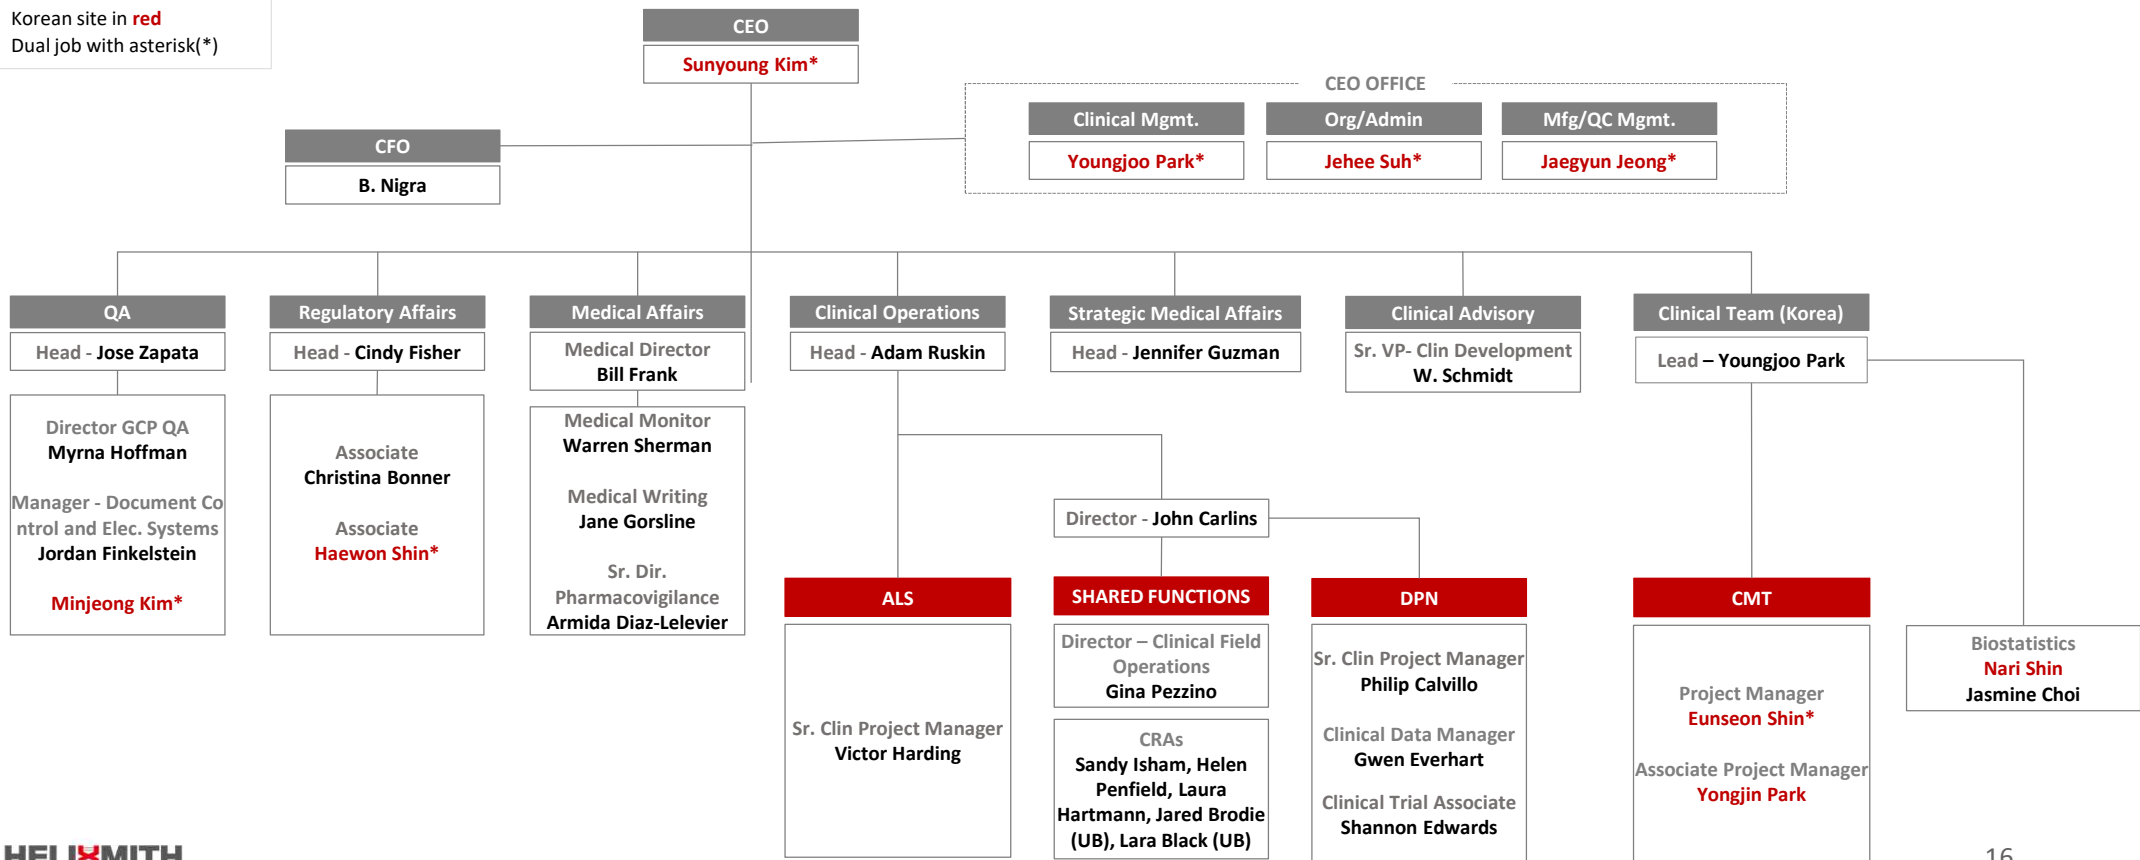 Korean site in red
Dual job with asterisk(*)
CEO
Sunyoung Kim*
CEO OFFICE
Clinical Mgmt.
Youngjoo Park*
Org/Admin
Jehee Suh*
Mfg/QC Mgmt.
Jaegyun Jeong*
CFO
B. Nigra
QA
Head - Jose Zapata
Director GCP QA
Myrna Hoffman
Manager - Document Co
ntrol and Elec. Systems
Jordan Finkelstein
Minjeong Kim*
Regulatory Affairs
Head - Cindy Fisher
Associate
Christina Bonner
Associate
Haewon Shin*
Medical Affairs
Medical Director
Bill Frank
Medical Monitor
Warren Sherman
Medical Writing
Jane Gorsline
Sr. Dir.
Pharmacovigilance
Armida Diaz-Lelevier
Clinical Operations
Head - Adam Ruskin
Director - John Carlins
ALS
Sr. Clin Project Manager
Victor Harding
SHARED FUNCTIONS
Director – Clinical Field
Operations
Gina Pezzino
CRAs
Sandy Isham, Helen
Penfield, Laura
Hartmann, Jared Brodie
(UB), Lara Black (UB)
DPN
Sr. Clin Project Manager
Philip Calvillo
Clinical Data Manager
Gwen Everhart
Clinical Trial Associate
Shannon Edwards
Strategic Medical Affairs
Head - Jennifer Guzman
Clinical Advisory
Sr. VP- Clin Development
W. Schmidt
Clinical Team (Korea)
Lead – Youngjoo Park
CMT
Project Manager
Eunseon Shin*
Associate Project Manager
Yongjin Park
Biostatistics
Nari Shin
Jasmine Choi
HELIXMITH
16